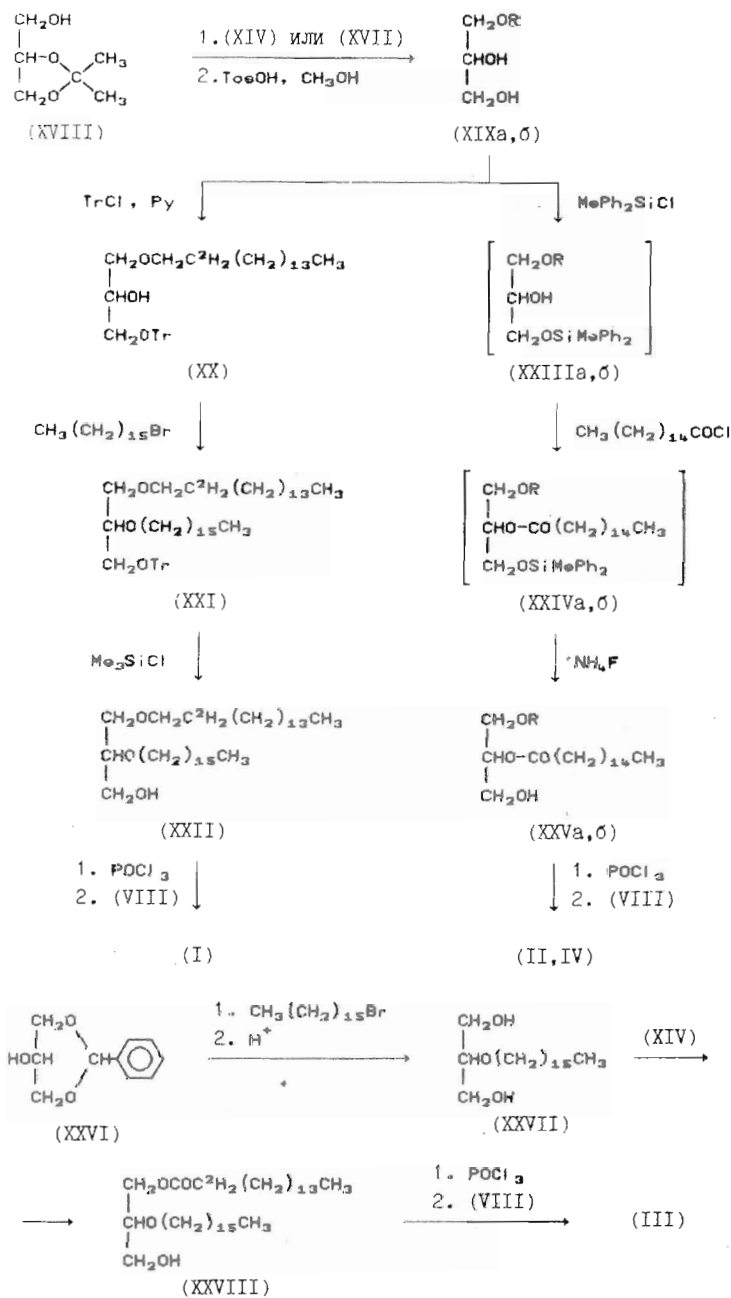 CH₂OH
CH-O
CH₃
C
CH₂O
CH₃
(XVIII)
1.(XIV) ИЛИ (XVII)
2.TosOH, CH₃OH
CH₂OR
CHOH
CH₂OH
(XIXa,б)
TrCl, Py
MePh₂SiCl
CH₂OCH₂C²H₂(CH₂)₁₃CH₃
CHOH
CH₂OTr
(XX)
CH₂OR
CHOH
CH₂OSiMePh₂
(XXIIIa,б)
CH₃(CH₂)₁₅Br
CH₃(CH₂)₁₄COCl
CH₂OCH₂C²H₂(CH₂)₁₃CH₃
CHO(CH₂)₁₅CH₃
CH₂OTr
(XXI)
CH₂OR
CHO-CO(CH₂)₁₄CH₃
CH₂OSiMePh₂
(XXIVa,б)
Me₃SiCl
NH₄F
CH₂OCH₂C²H₂(CH₂)₁₃CH₃
CHO(CH₂)₁₅CH₃
CH₂OH
(XXII)
CH₂OR
CHO-CO(CH₂)₁₄CH₃
CH₂OH
(XXVa,б)
1. POCl₃
2. (VIII)
1. POCl₃
2. (VIII)
(I)
(II,IV)
CH₂O
HOCH
CH
CH₂O
(XXVI)
1. CH₃(CH₂)₁₅Br
2. H⁺
CH₂OH
CHO(CH₂)₁₅CH₃
CH₂OH
(XXVII)
(XIV)
CH₂OCOC²H₂(CH₂)₁₃CH₃
CHO(CH₂)₁₅CH₃
CH₂OH
(XXVIII)
1. POCl₃
2. (VIII)
(III)